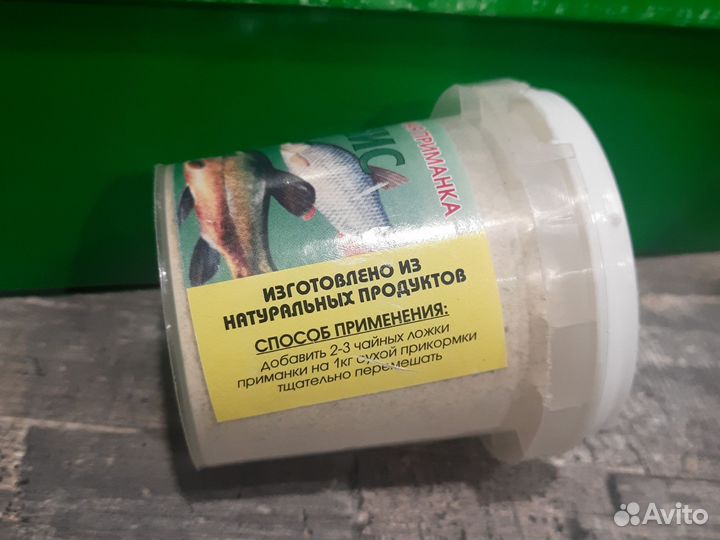 ПРИМАНКА
ИЗГОТОВЛЕНО ИЗ
НАТУРАЛЬНЫХ ПРОДУКТОВ
СПОСОБ ПРИМЕНЕНИЯ:
добавить 2-3 чайных ложки
приманки на 1кг сухой прикормки
тщательно перемешать
Avito